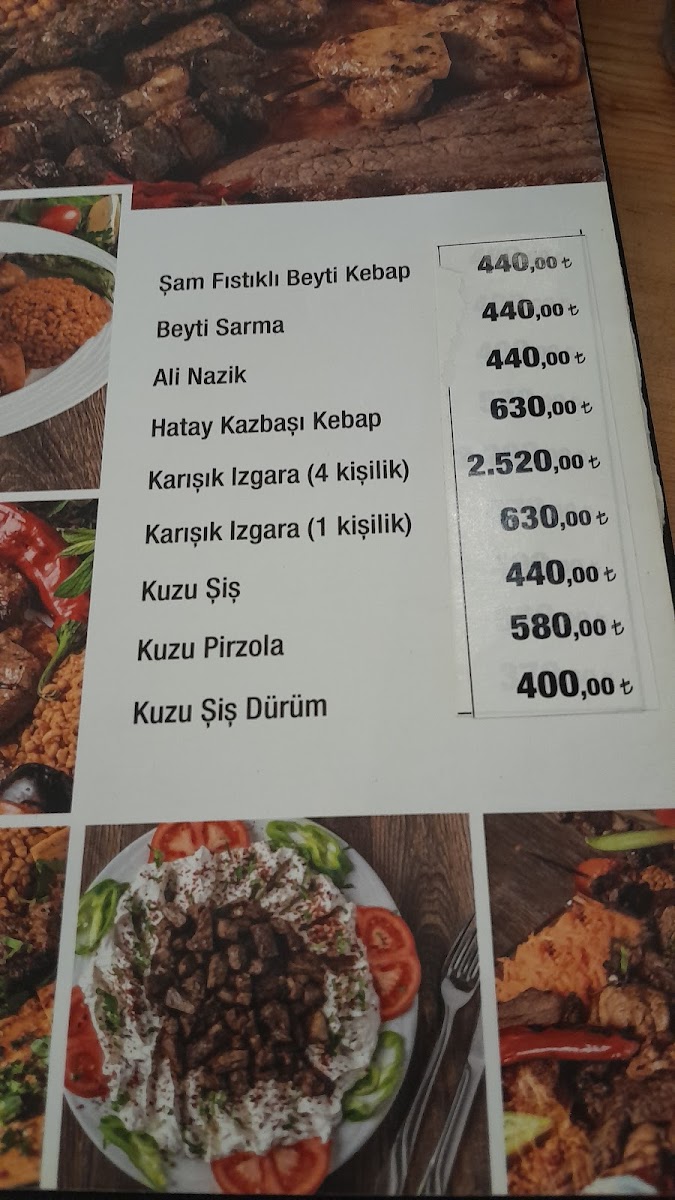 Şam Fıstıklı Beyti Kebap 440,00 ₺
Beyti Sarma 440,00 ₺
Ali Nazik 440,00 ₺
Hatay Kazbaşı Kebap 630,00 ₺
Karışık Izgara (4 kişilik) 2.520,00 ₺
Karışık Izgara (1 kişilik) 630,00 ₺
Kuzu Şiş 440,00 ₺
Kuzu Pirzola 580,00 ₺
Kuzu Şiş Dürüm 400,00 ₺